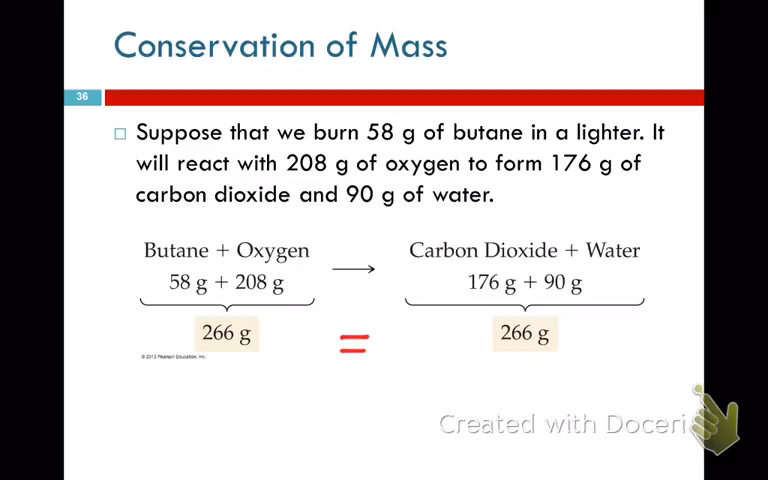 Conservation of Mass
36
Suppose that we burn 58 g of butane in a lighter. It
will react with 208 g of oxygen to form 176 g of
carbon dioxide and 90 g of water.
Butane + Oxygen → Carbon Dioxide + Water
58 g + 208 g 176 g + 90 g
266 g = 266 g
© 2012 Pearson Education, Inc.
Created with Doceri